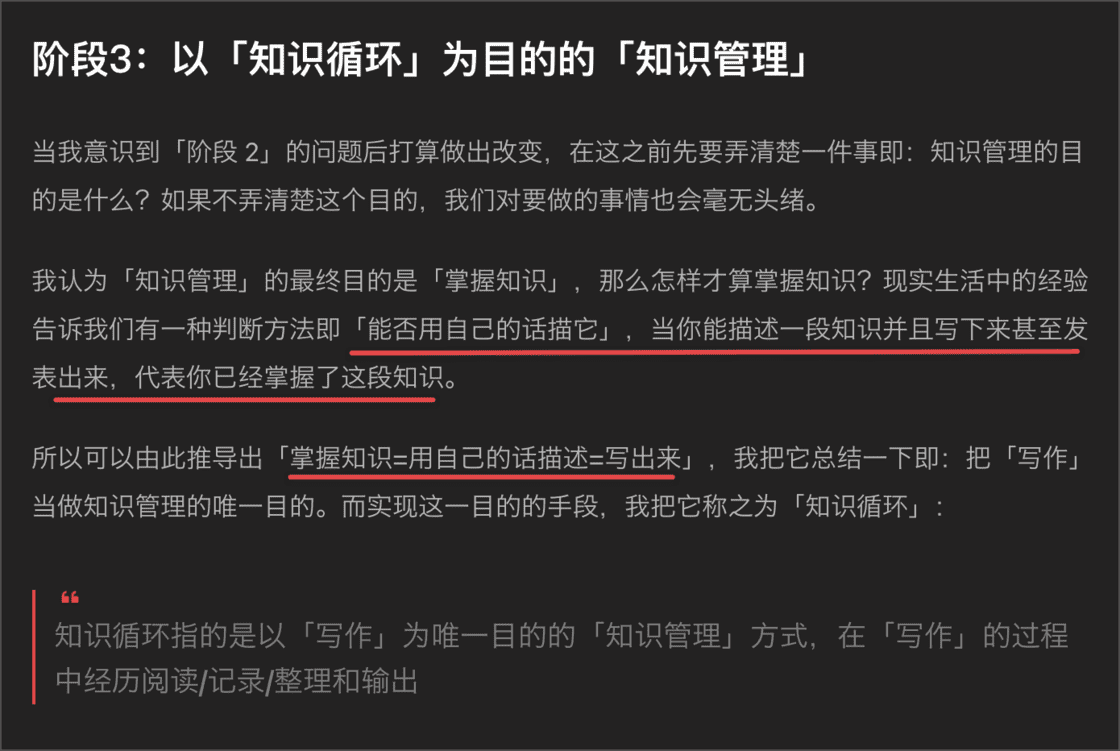 阶段3：以「知识循环」为目的的「知识管理」
当我意识到「阶段 2」的问题后打算做出改变，在这之前先要弄清楚一件事即：知识管理的目
的是什么？如果不弄清楚这个目的，我们对要做的事情也会毫无头绪。
我认为「知识管理」的最终目的是「掌握知识」，那么怎样才算掌握知识？现实生活中的经验
告诉我们有一种判断方法即「能否用自己的话描它」，当你能描述一段知识并且写下来甚至发
表出来，代表你已经掌握了这段知识。
所以可以由此推导出「掌握知识=用自己的话描述=写出来」，我把它总结一下即：把「写作」
当做知识管理的唯一目的。而实现这一目的的手段，我把它称之为「知识循环」：
❝
知识循环指的是以「写作」为唯一目的的「知识管理」方式，在「写作」的过程
中经历阅读/记录/整理和输出